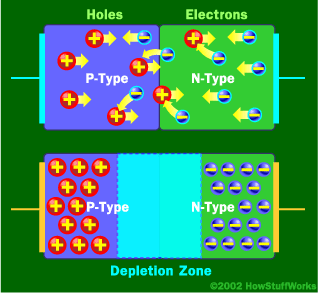 Holes Electrons
P-Type N-Type
P-Type N-Type
Depletion Zone
©2002 HowStuffWorks